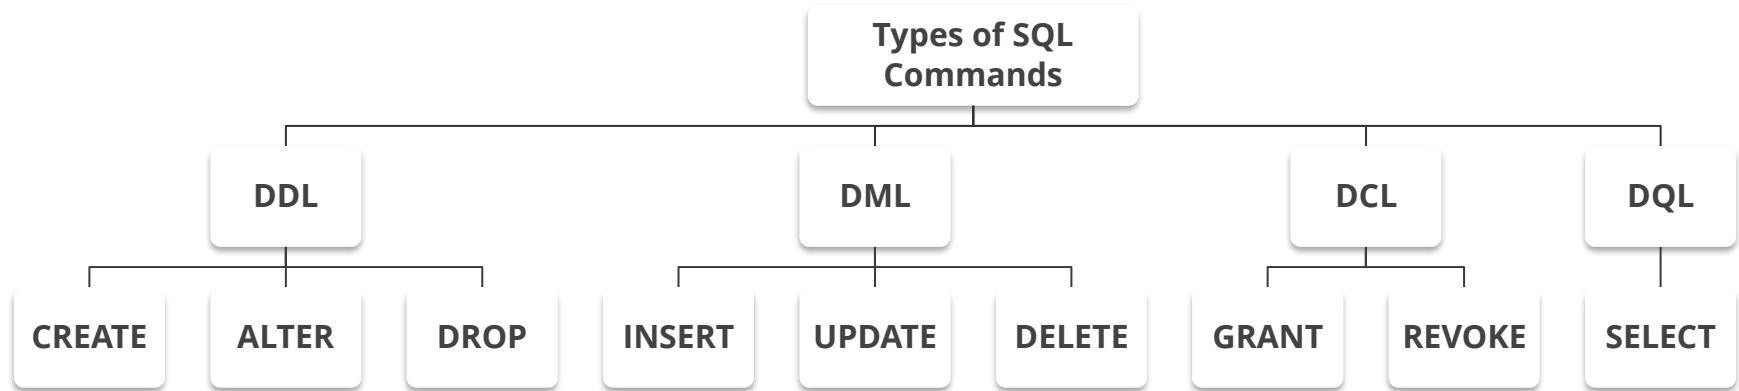 Types of SQL
Commands
DDL
DML
DCL
DQL
CREATE
ALTER
DROP
INSERT
UPDATE
DELETE
GRANT
REVOKE
SELECT